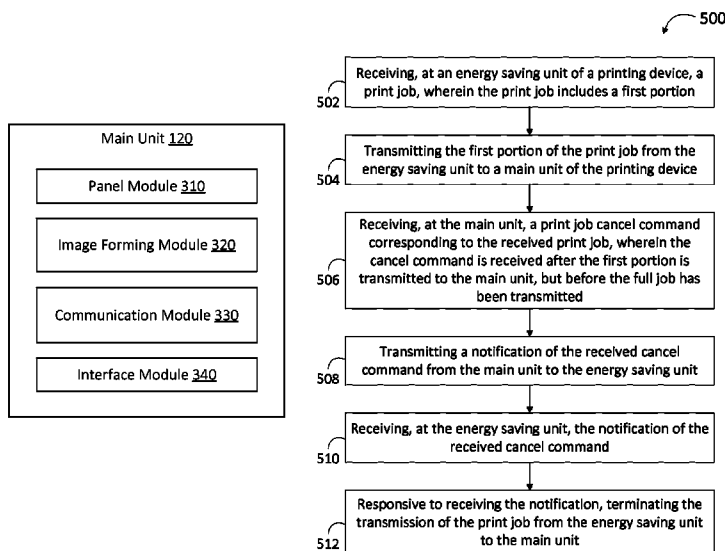 500
Main Unit 120
Panel Module 310
Image Forming Module 320
Communication Module 330
Interface Module 340
Receiving, at an energy saving unit of a printing device, a
print job, wherein the print job includes a first portion
502
Transmitting the first portion of the print job from the
energy saving unit to a main unit of the printing device
504
Receiving, at the main unit, a print job cancel command
corresponding to the received print job, wherein the
cancel command is received after the first portion is
transmitted to the main unit, but before the full job has
been transmitted
506
Transmitting a notification of the received cancel
command from the main unit to the energy saving unit
508
Receiving, at the energy saving unit, the notification of the
received cancel command
510
Responsive to receiving the notification, terminating the
transmission of the print job from the energy saving unit
to the main unit
512